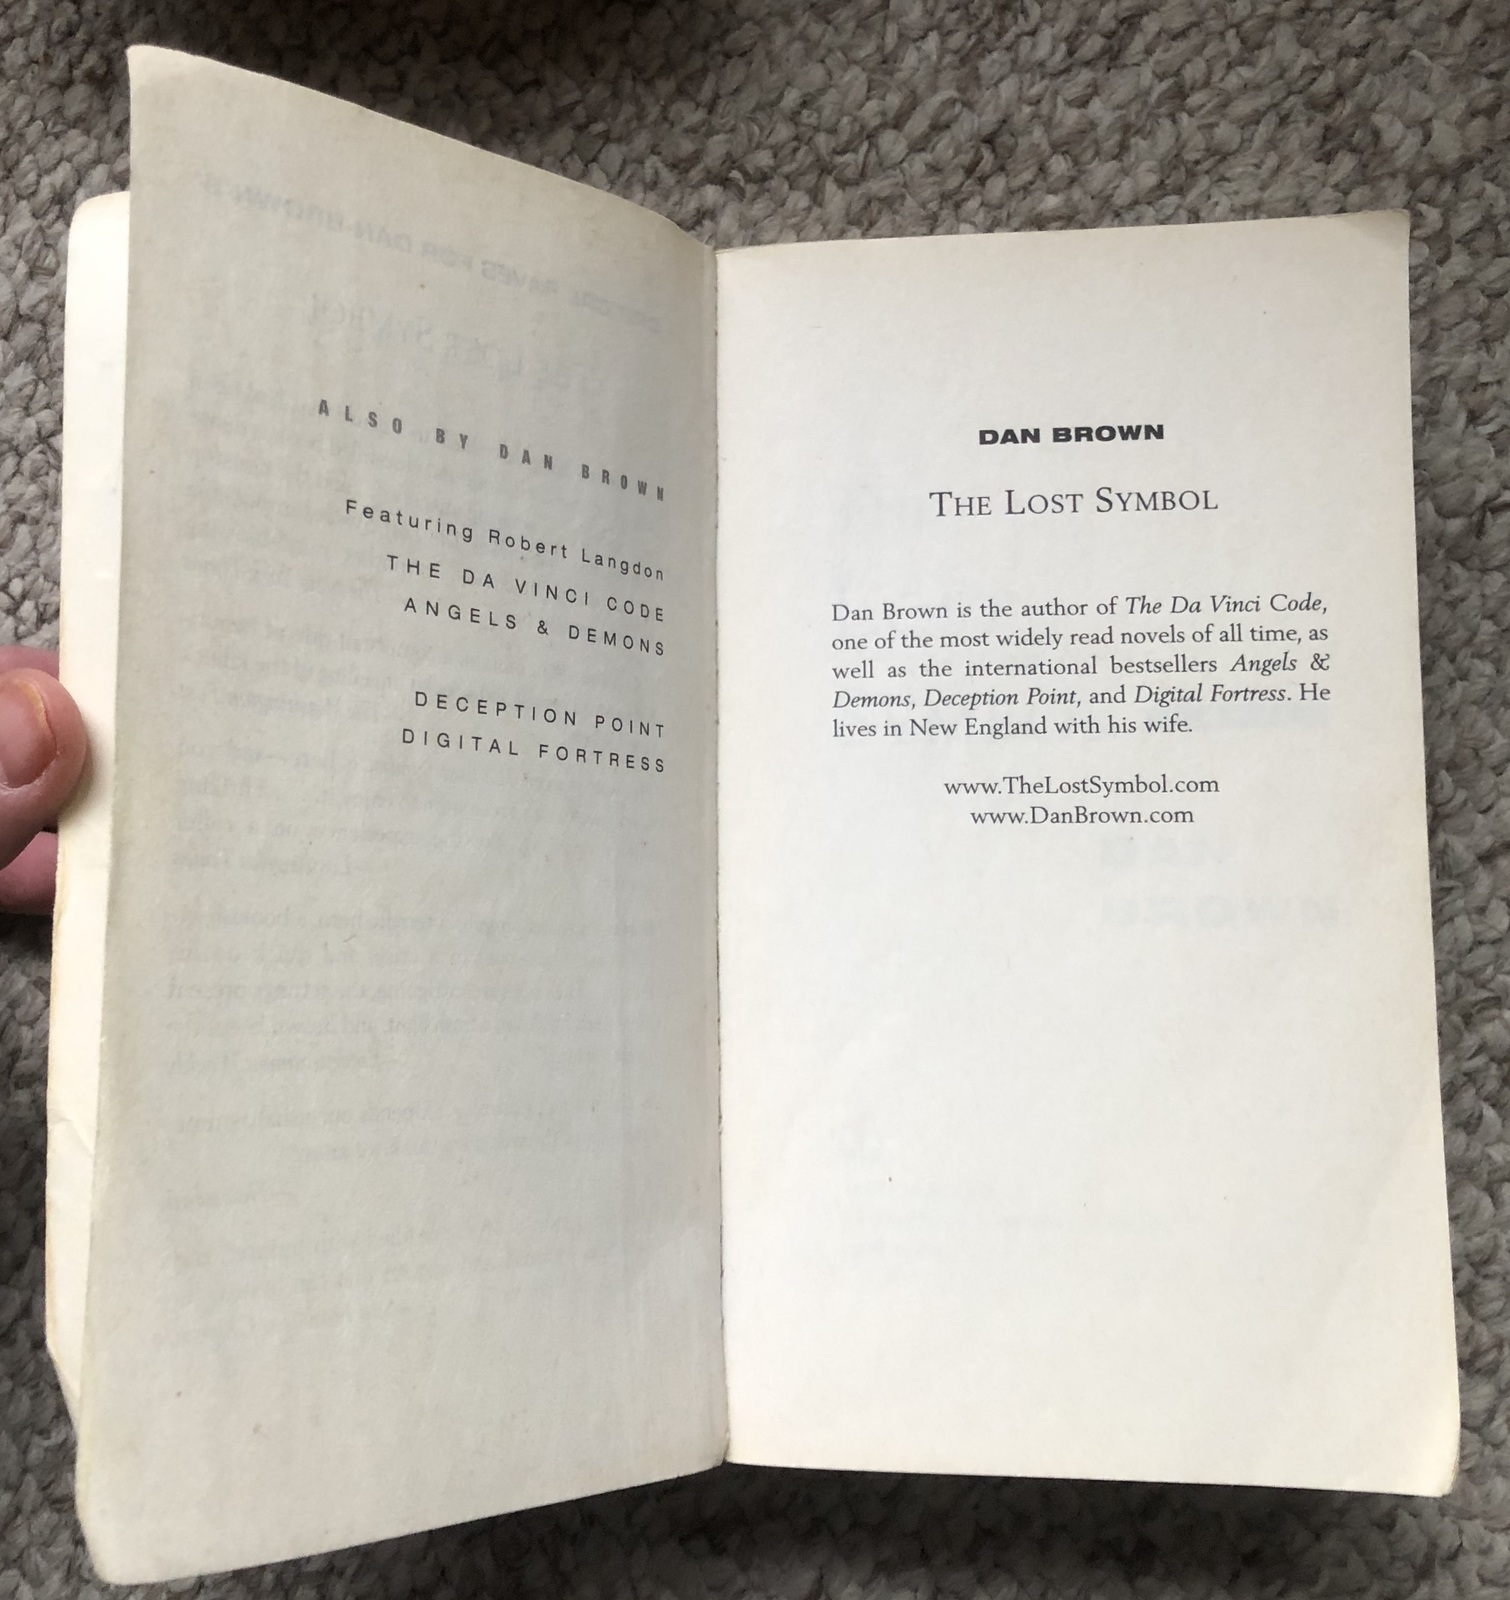 ALSO BY DAN BROWN
Featuring Robert Langdon
THE DA VINCI CODE
ANGELS & DEMONS
DECEPTION POINT
DIGITAL FORTRESS
DAN BROWN
THE LOST SYMBOL
Dan Brown is the author of The Da Vinci Code,
one of the most widely read novels of all time, as
well as the international bestsellers Angels &
Demons, Deception Point, and Digital Fortress. He
lives in New England with his wife.
www.TheLostSymbol.com
www.DanBrown.com